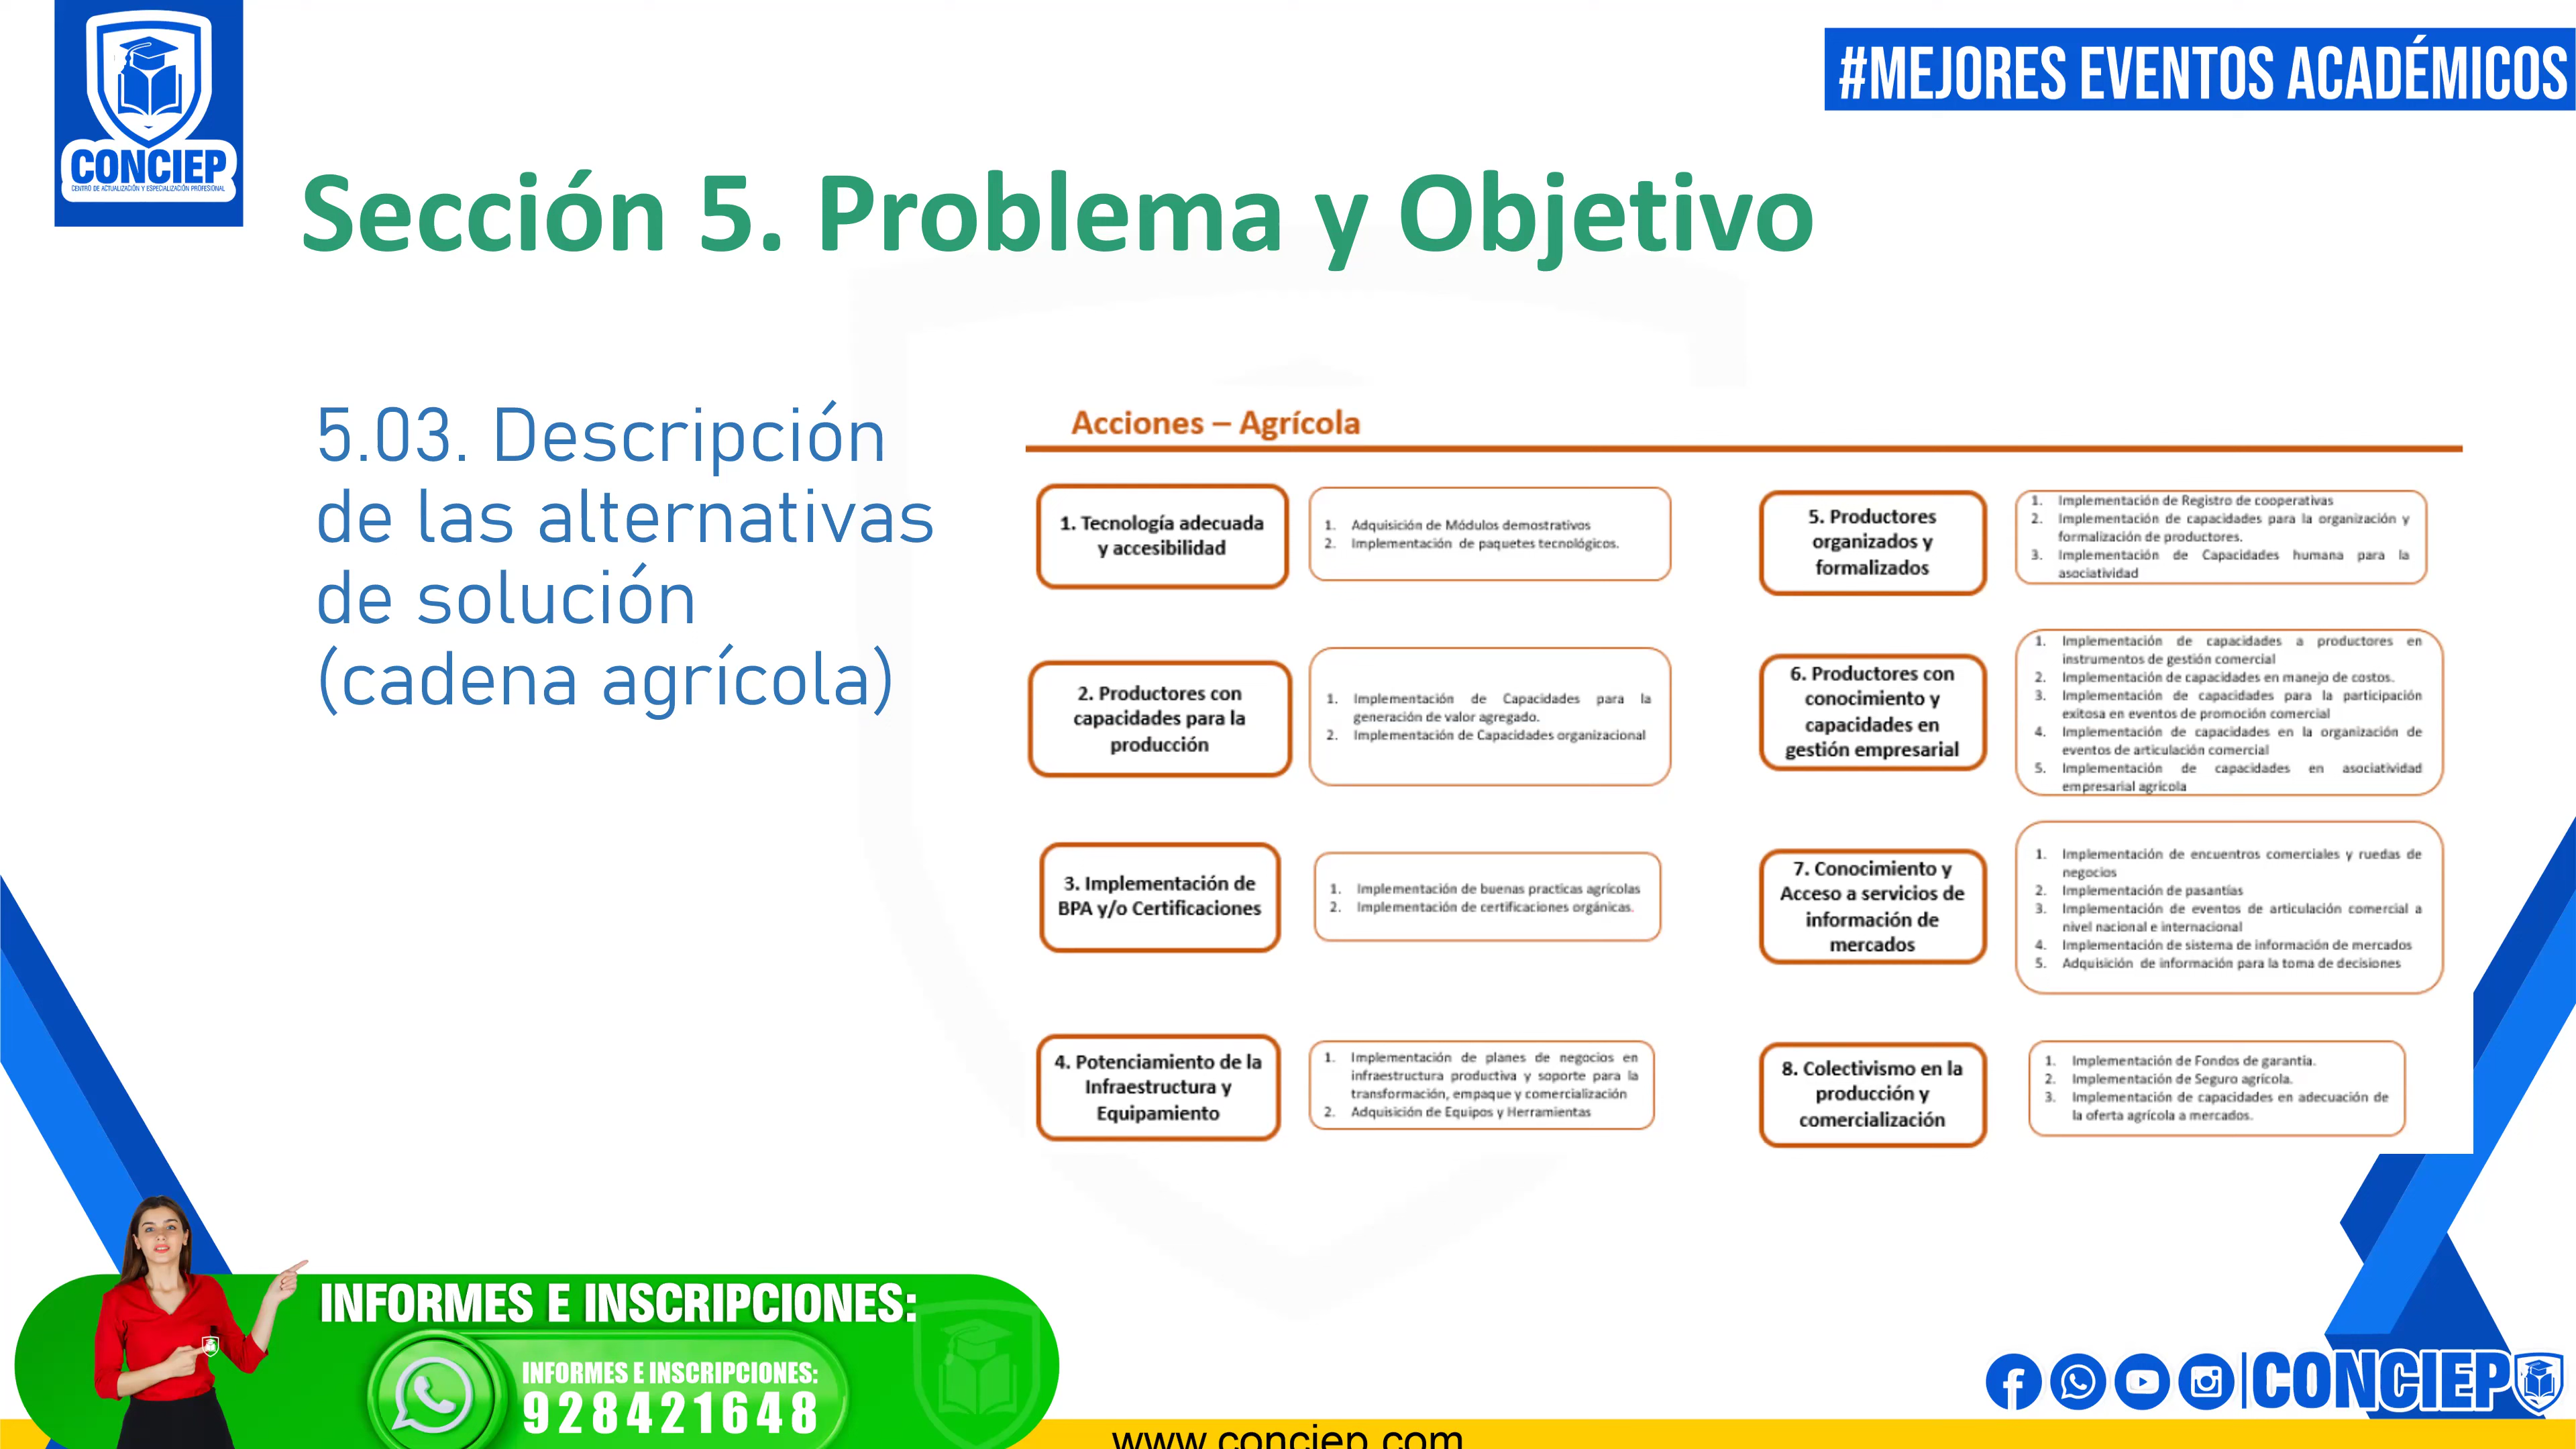 CONCIEP
CENTRO DE ACTUALIZACIÓN Y ESPECIALIZACIÓN PROFESIONAL
#MEJORES EVENTOS ACADÉMICOS
Sección 5. Problema y Objetivo
5.03. Descripción
de las alternativas
de solución
(cadena agrícola)
Acciones – Agrícola
1. Tecnología adecuada
y accesibilidad
1. Adquisición de Módulos demostrativos
2. Implementación de paquetes tecnológicos.
2. Productores con
capacidades para la
producción
1. Implementación de Capacidades para la
generación de valor agregado.
2. Implementación de Capacidades organizacional
3. Implementación de
BPA y/o Certificaciones
1. Implementación de buenas practicas agrícolas
2. Implementación de certificaciones orgánicas.
4. Potenciamiento de la
Infraestructura y
Equipamiento
1. Implementación de planes de negocios en
infraestructura productiva y soporte para la
transformación, empaque y comercialización
2. Adquisición de Equipos y Herramientas
5. Productores
organizados y
formalizados
1. Implementación de Registro de cooperativas
2. Implementación de capacidades para la organización y
formalización de productores.
3. Implementación de Capacidades humana para la
asociatividad
6. Productores con
conocimiento y
capacidades en
gestión empresarial
1. Implementación de capacidades a productores en
instrumentos de gestión comercial
2. Implementación de capacidades en manejo de costos.
3. Implementación de capacidades para la participación
exitosa en eventos de promoción comercial
4. Implementación de capacidades en la organización de
eventos de articulación comercial
5. Implementación de capacidades en asociatividad
empresarial agrícola
7. Conocimiento y
Acceso a servicios de
información de
mercados
1. Implementación de encuentros comerciales y ruedas de
negocios
2. Implementación de pasantías
3. Implementación de eventos de articulación comercial a
nivel nacional e internacional
4. Implementación de sistema de información de mercados
5. Adquisición de información para la toma de decisiones
8. Colectivismo en la
producción y
comercialización
1. Implementación de Fondos de garantía.
2. Implementación de Seguro agrícola.
3. Implementación de capacidades en adecuación de
la oferta agrícola a mercados.
INFORMES E INSCRIPCIONES:
INFORMES E INSCRIPCIONES:
928421648
www.conciep.com
CONCIEP